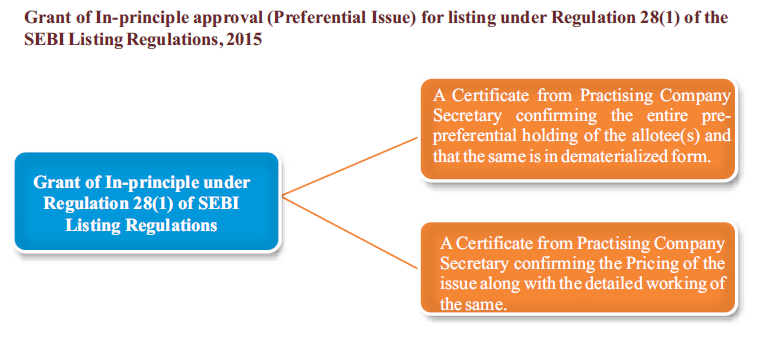 Grant of In-principle approval (Preferential Issue) for listing under Regulation 28(1) of the
SEBI Listing Regulations, 2015
A Certificate from Practising Company
Secretary confirming the entire pre-
preferential holding of the allotee(s) and
that the same is in dematerialized form.
Grant of In-principle under
Regulation 28(1) of SEBI
Listing Regulations
A Certificate from Practising Company
Secretary confirming the Pricing of the
issue along with the detailed working of
the same.